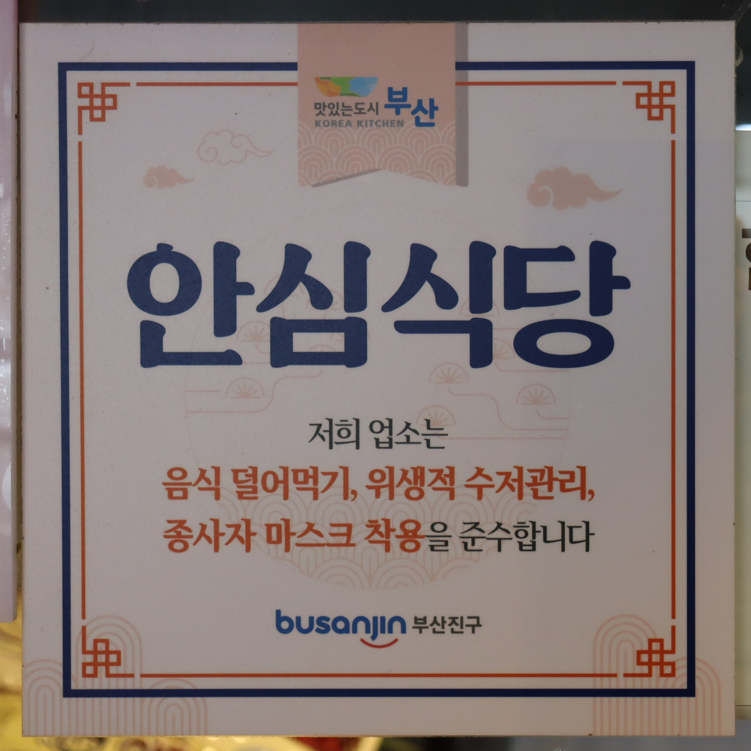 맛있는도시 부산
KOREA KITCHEN
안심식당
저희 업소는
음식 덜어먹기, 위생적 수저관리,
종사자 마스크 착용을 준수합니다
busanjin 부산진구